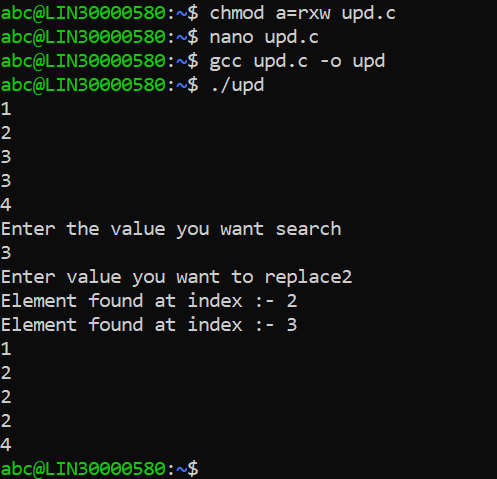 abc@LIN30000580:~$ chmod a=rxw upd.c
abc@LIN30000580:~$ nano upd.c
abc@LIN30000580:~$ gcc upd.c -o upd
abc@LIN30000580:~$ ./upd
1
2
3
3
4
Enter the value you want search
3
Enter value you want to replace2
Element found at index :- 2
Element found at index :- 3
1
2
2
2
4
abc@LIN30000580:~$